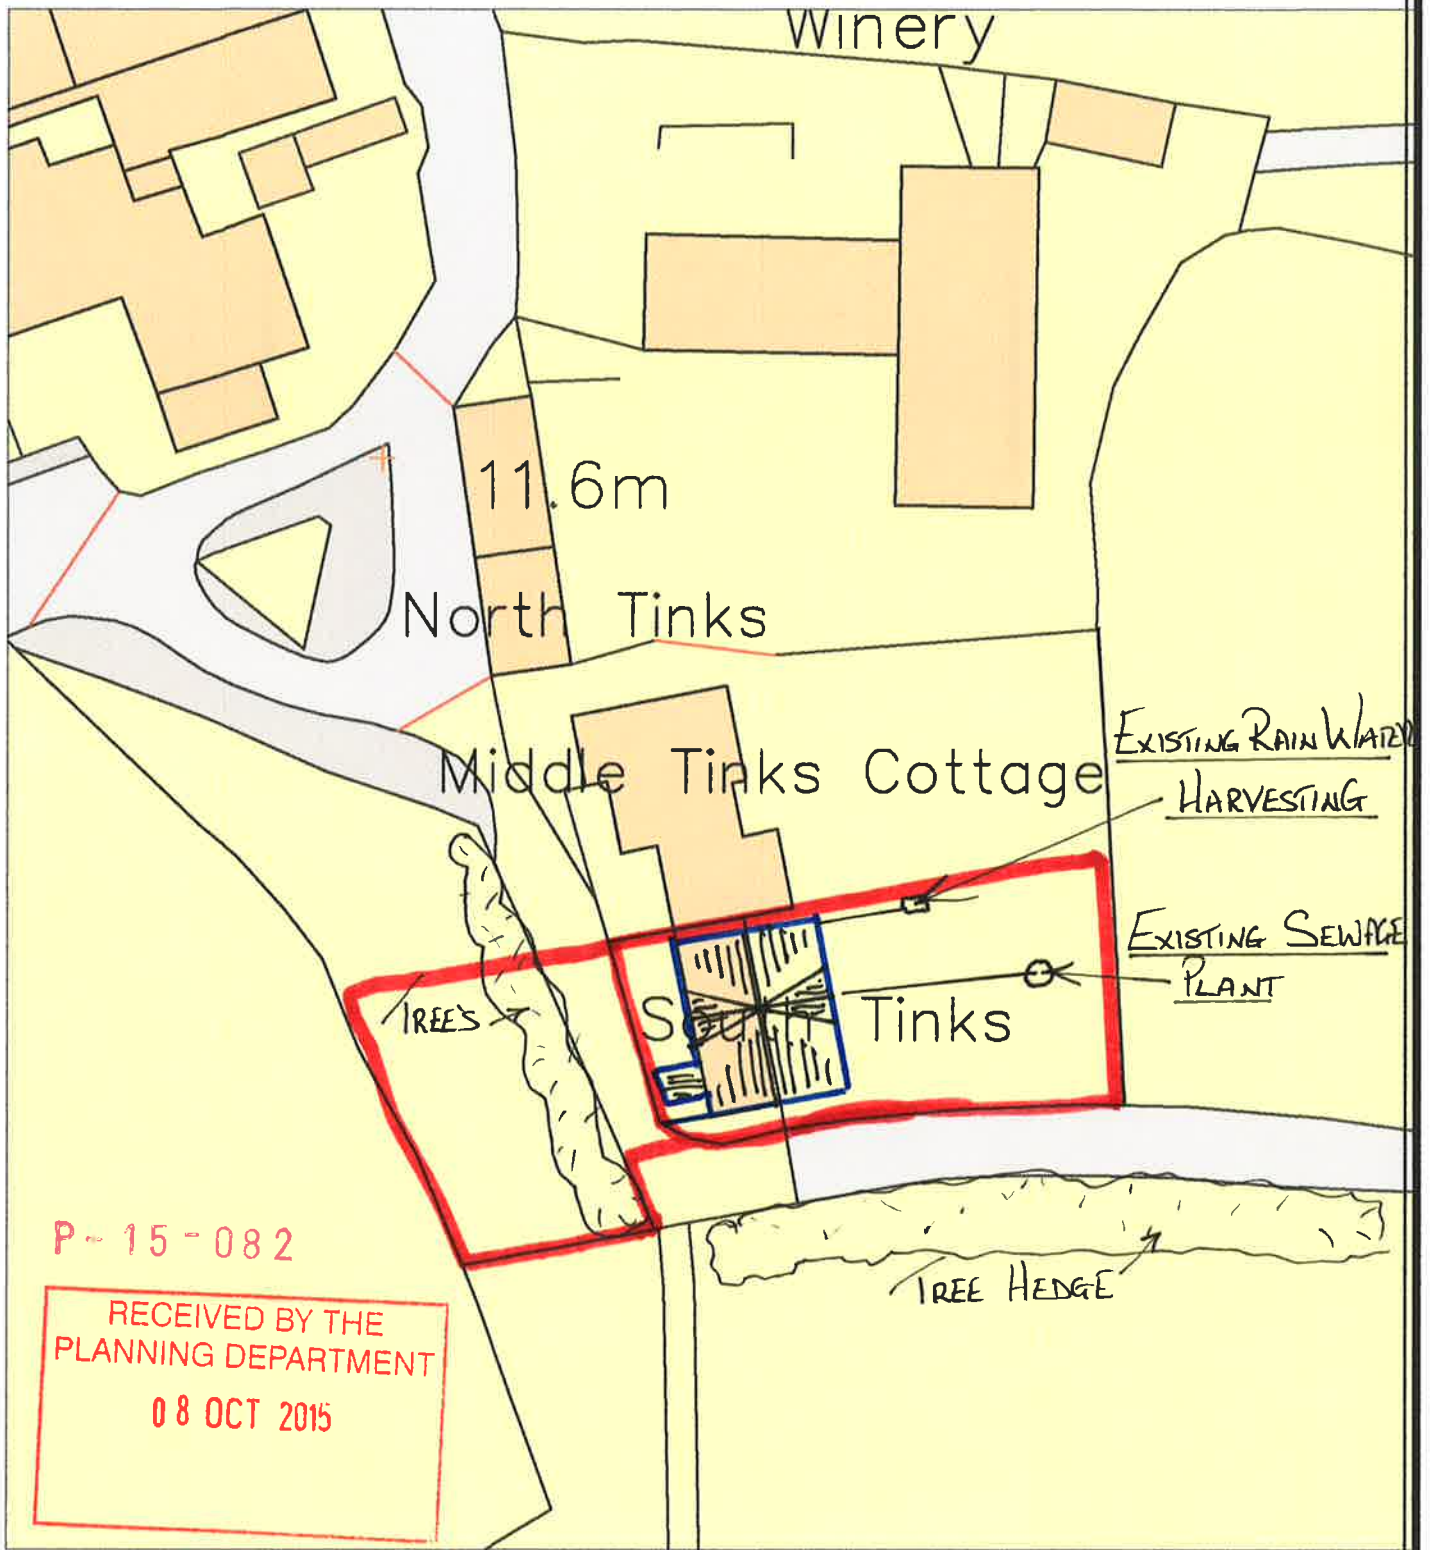 Winery
11.6m
North Tinks
Middle Tinks Cottage
EXISTING RAIN WATER
HARVESTING
EXISTING SEWAGE
PLANT
TREE'S
South Tinks
TREE HEDGE
P-15-082
RECEIVED BY THE
PLANNING DEPARTMENT
08 OCT 2015